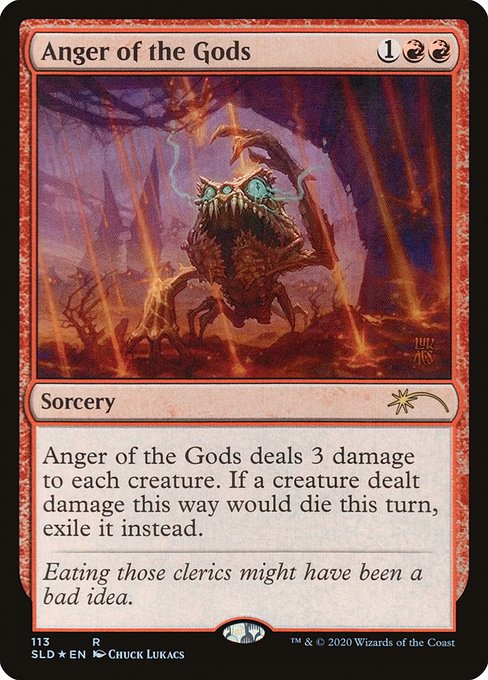 Anger of the Gods 1
Sorcery
Anger of the Gods deals 3 damage
to each creature. If a creature dealt
damage this way would die this turn,
exile it instead.
Eating those clerics might have been a
bad idea.
113 R
SLD ★ EN Chuck Lukacs ™ & © 2020 Wizards of the Coast